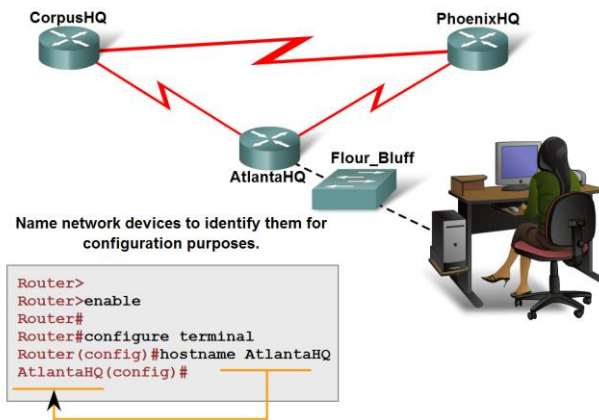 CorpusHQ
PhoenixHQ
AtlantaHQ
Flour_Bluff
Name network devices to identify them for
configuration purposes.
Router>
Router>enable
Router#
Router#configure terminal
Router(config)#hostname AtlantaHQ
AtlantaHQ(config)#